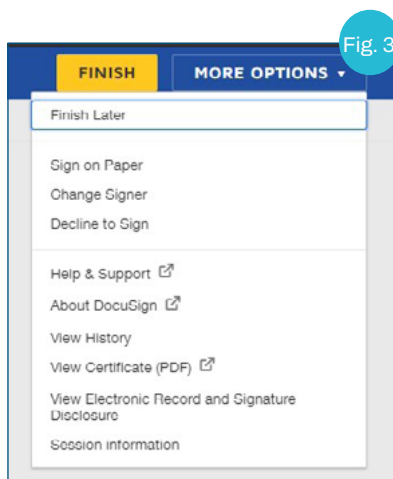 Fig. 3
FINISH
MORE OPTIONS
Finish Later
Sign on Paper
Change Signer
Decline to Sign
Help & Support
About DocuSign
View History
View Certificate (PDF)
View Electronic Record and Signature
Disclosure
Session Information